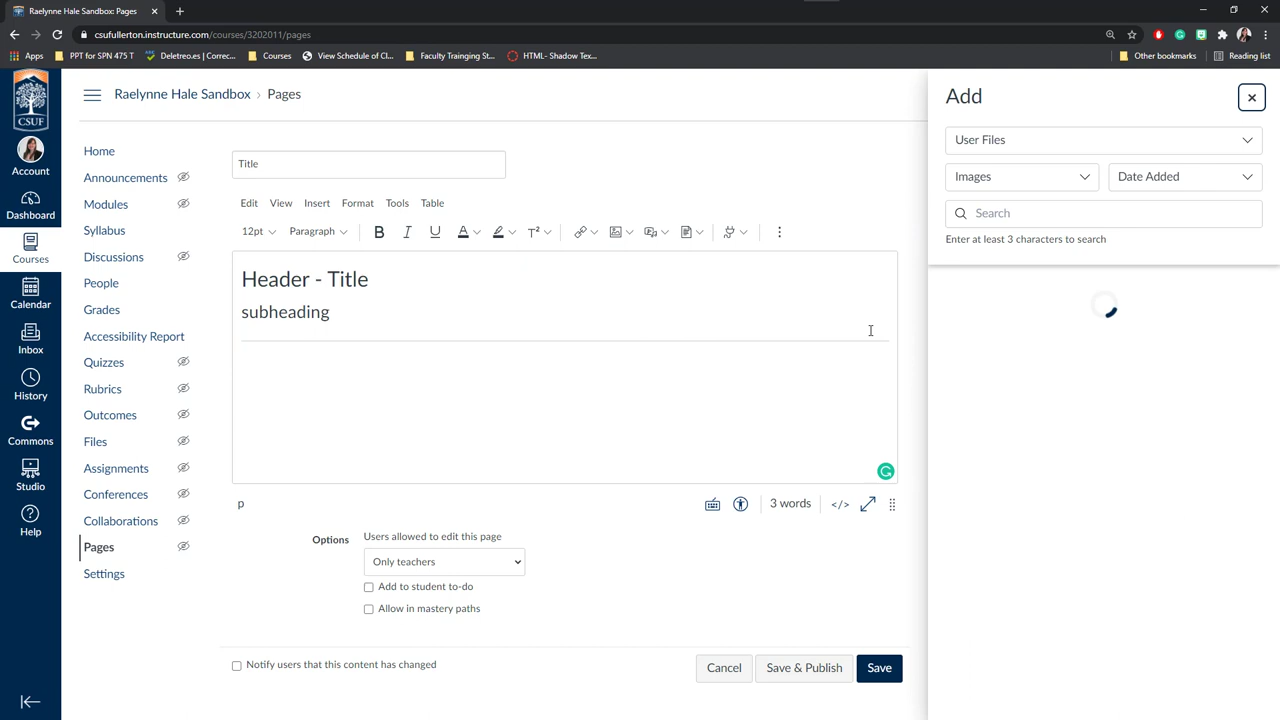 Raelynne Hale Sandbox: Pages
csufullerton.instructure.com/courses/3202011/pages
Apps PPT for SPN 475 T Deletreo.es | Correc... Courses View Schedule of Cl... Faculty Trainging St... HTML- Shadow Tex... Other bookmarks Reading list
CSUF
Account
Dashboard
Courses
Calendar
Inbox
History
Commons
Studio
Help
Raelynne Hale Sandbox › Pages
Home
Announcements
Modules
Syllabus
Discussions
People
Grades
Accessibility Report
Quizzes
Rubrics
Outcomes
Files
Assignments
Conferences
Collaborations
Pages
Settings
Title
Edit View Insert Format Tools Table
12pt Paragraph B I U A T²
Header - Title
subheading
p
3 words </>
Options
Users allowed to edit this page
Only teachers
Add to student to-do
Allow in mastery paths
Notify users that this content has changed
Cancel Save & Publish Save
Add
User Files
Images Date Added
Search
Enter at least 3 characters to search